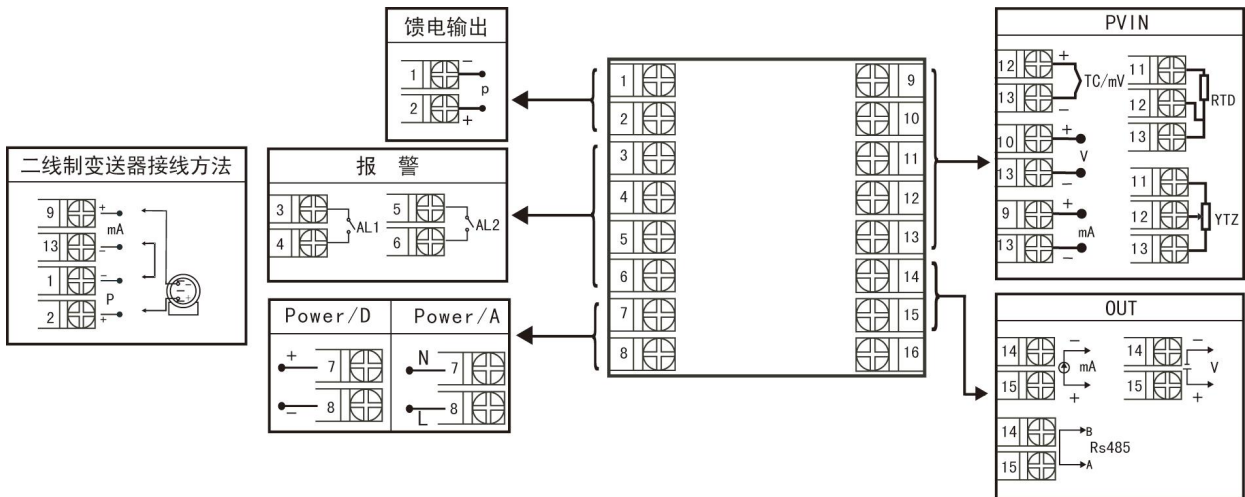 馈电输出
1 −
p
2 +
二线制变送器接线方法
9 +
mA
13 −
1 −
P
2 +
报 警
3
AL1
4
5
AL2
6
Power/D
+ 7
− 8
Power/A
N 7
L 8
1
2
3
4
5
6
7
8
9
10
11
12
13
14
15
16
PVIN
12 +
TC/mV
13 −
10 +
V
13 −
9 +
mA
13 −
11
RTD
12
13
11
12 YTZ
13
OUT
14 −
mA
15 +
14 −
V
15 +
14 B
Rs485
15 A